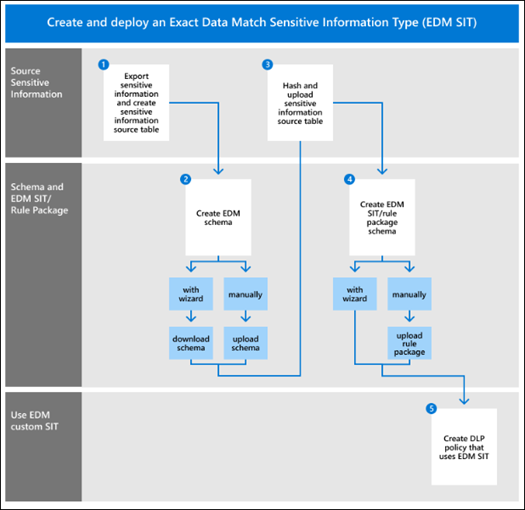 Create and deploy an Exact Data Match Sensitive Information Type (EDM SIT)
Source
Sensitive
Information
1
Export
sensitive
information
and create
sensitive
information
source table
3
Hash and
upload
sensitive
information
source table
Schema and
EDM SIT/
Rule Package
2
Create EDM
schema
with
wizard
manually
download
schema
upload
schema
4
Create EDM
SIT/rule
package
schema
with
wizard
manually
upload
rule
package
Use EDM
custom SIT
5
Create DLP
policy that
uses EDM SIT